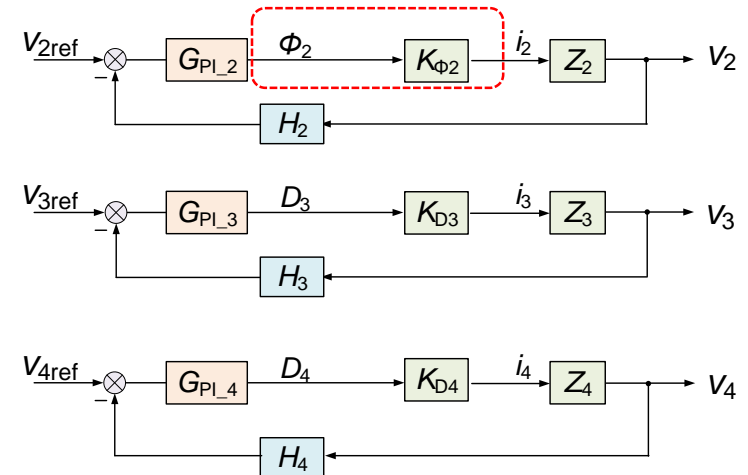 V2ref − GPI_2 Φ2 KΦ2 i2 Z2 V2
H2
V3ref − GPI_3 D3 KD3 i3 Z3 V3
H3
V4ref − GPI_4 D4 KD4 i4 Z4 V4
H4